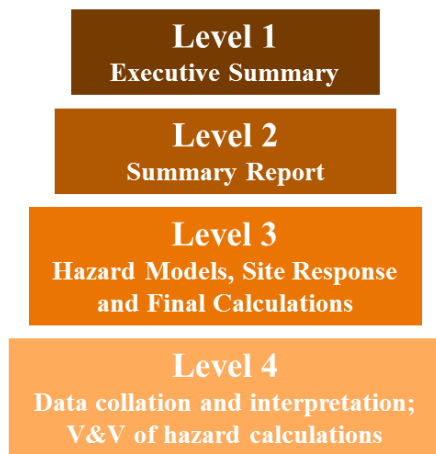 Level 1
Executive Summary
Level 2
Summary Report
Level 3
Hazard Models, Site Response
and Final Calculations
Level 4
Data collation and interpretation;
V&V of hazard calculations